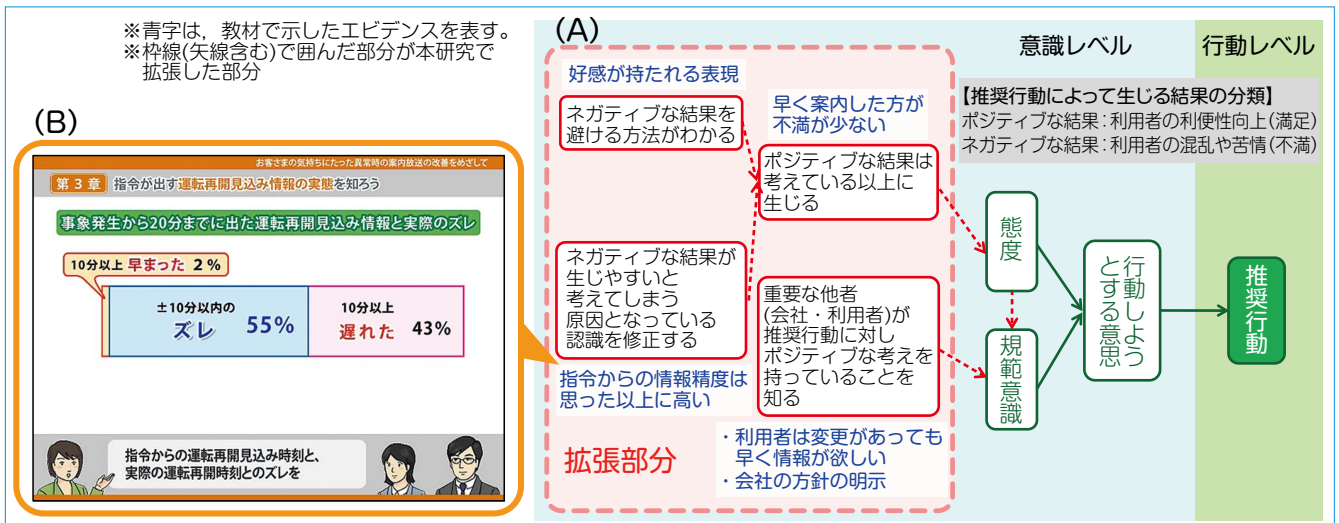 ※青字は，教材で示したエビデンスを表す。
※枠線(矢線含む)で囲んだ部分が本研究で
拡張した部分
(B)
お客さまの気持ちにたった異常時の案内放送の改善をめざして
第3章 指令が出す運転再開見込み情報の実態を知ろう
事象発生から20分までに出た運転再開見込み情報と実際のズレ
10分以上 早まった 2%
±10分以内の
ズレ 55%
10分以上
遅れた 43%
指令からの運転再開見込み時刻と、
実際の運転再開時刻とのズレを
(A)
好感が持たれる表現
ネガティブな結果を
避ける方法がわかる
早く案内した方が
不満が少ない
ポジティブな結果は
考えている以上に
生じる
ネガティブな結果が
生じやすいと
考えてしまう
原因となっている
認識を修正する
指令からの情報精度は
思った以上に高い
重要な他者
(会社・利用者)が
推奨行動に対し
ポジティブな考えを
持っていることを
知る
・利用者は変更があっても
早く情報が欲しい
・会社の方針の明示
拡張部分
意識レベル
行動レベル
【推奨行動によって生じる結果の分類】
ポジティブな結果：利用者の利便性向上(満足)
ネガティブな結果：利用者の混乱や苦情(不満)
態度
規範意識
行動しよう
とする意思
推奨行動